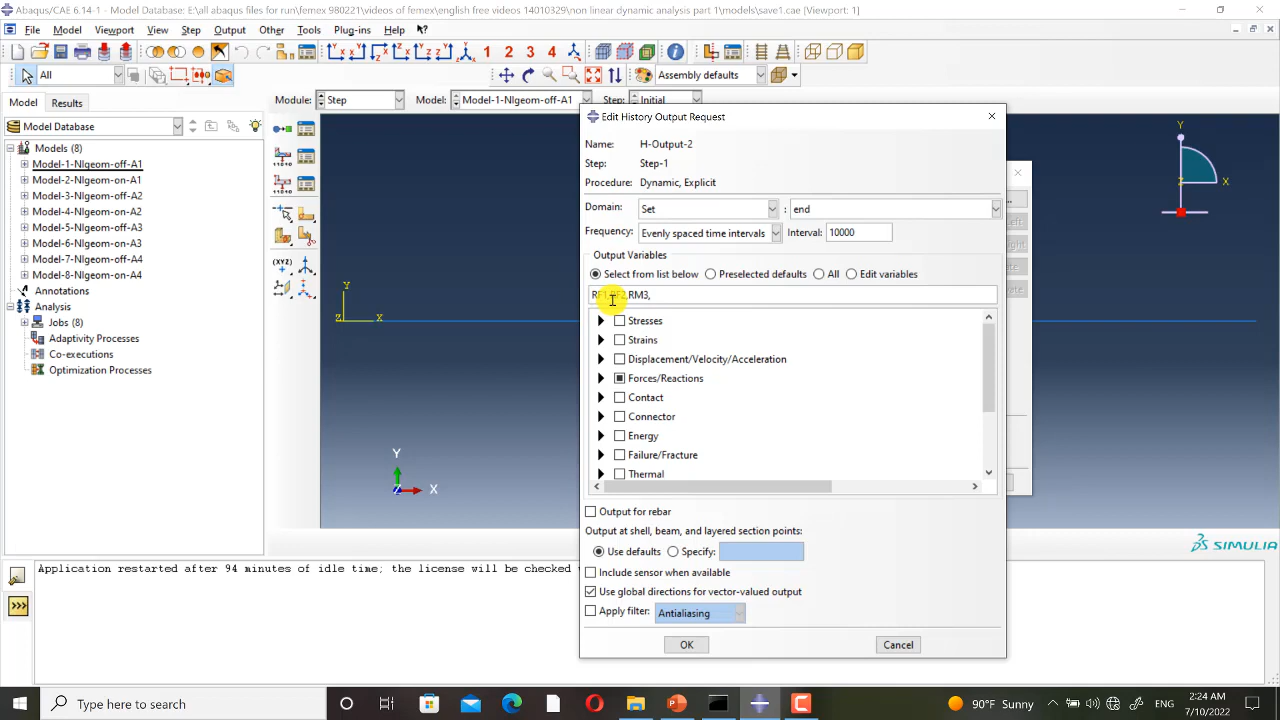 Abaqus/CAE 6.14-1 - Model Database: E:\all abaqus files for run\femex 980221\videos of femex\english free videos 14010329\non linear dynamic analysis part 1\models\save1.cae [Viewport: 1]
File Model Viewport View Step Output Other Tools Plug-ins Help
1 2 3 4
All Assembly defaults
Model Results Module: Step Model: Model-1-Nlgeom-off-A1 Step: Initial
Model Database
Models (8)
Model-1-Nlgeom-off-A1
Model-2-Nlgeom-on-A1
Model-3-Nlgeom-off-A2
Model-4-Nlgeom-on-A2
Model-5-Nlgeom-off-A3
Model-6-Nlgeom-on-A3
Model-7-Nlgeom-off-A4
Model-8-Nlgeom-on-A4
Annotations
Analysis
Jobs (8)
Adaptivity Processes
Co-executions
Optimization Processes
(XYZ)
Y
Z X
Y
Z X
Y
Z X
Edit History Output Request
Name: H-Output-2
Step: Step-1
Procedure: Dynamic, Explicit
Domain: Set : end
Frequency: Evenly spaced time intervals Interval: 10000
Output Variables
Select from list below Preselected defaults All Edit variables
RF1,RF2,RM3,
Stresses
Strains
Displacement/Velocity/Acceleration
Forces/Reactions
Contact
Connector
Energy
Failure/Fracture
Thermal
Output for rebar
Output at shell, beam, and layered section points:
Use defaults Specify:
Include sensor when available
Use global directions for vector-valued output
Apply filter: Antialiasing
OK Cancel
SIMULIA
Application restarted after 94 minutes of idle time; the license will be checked
>>>
Type here to search
90°F Sunny
ENG
2:24 AM
7/10/2022